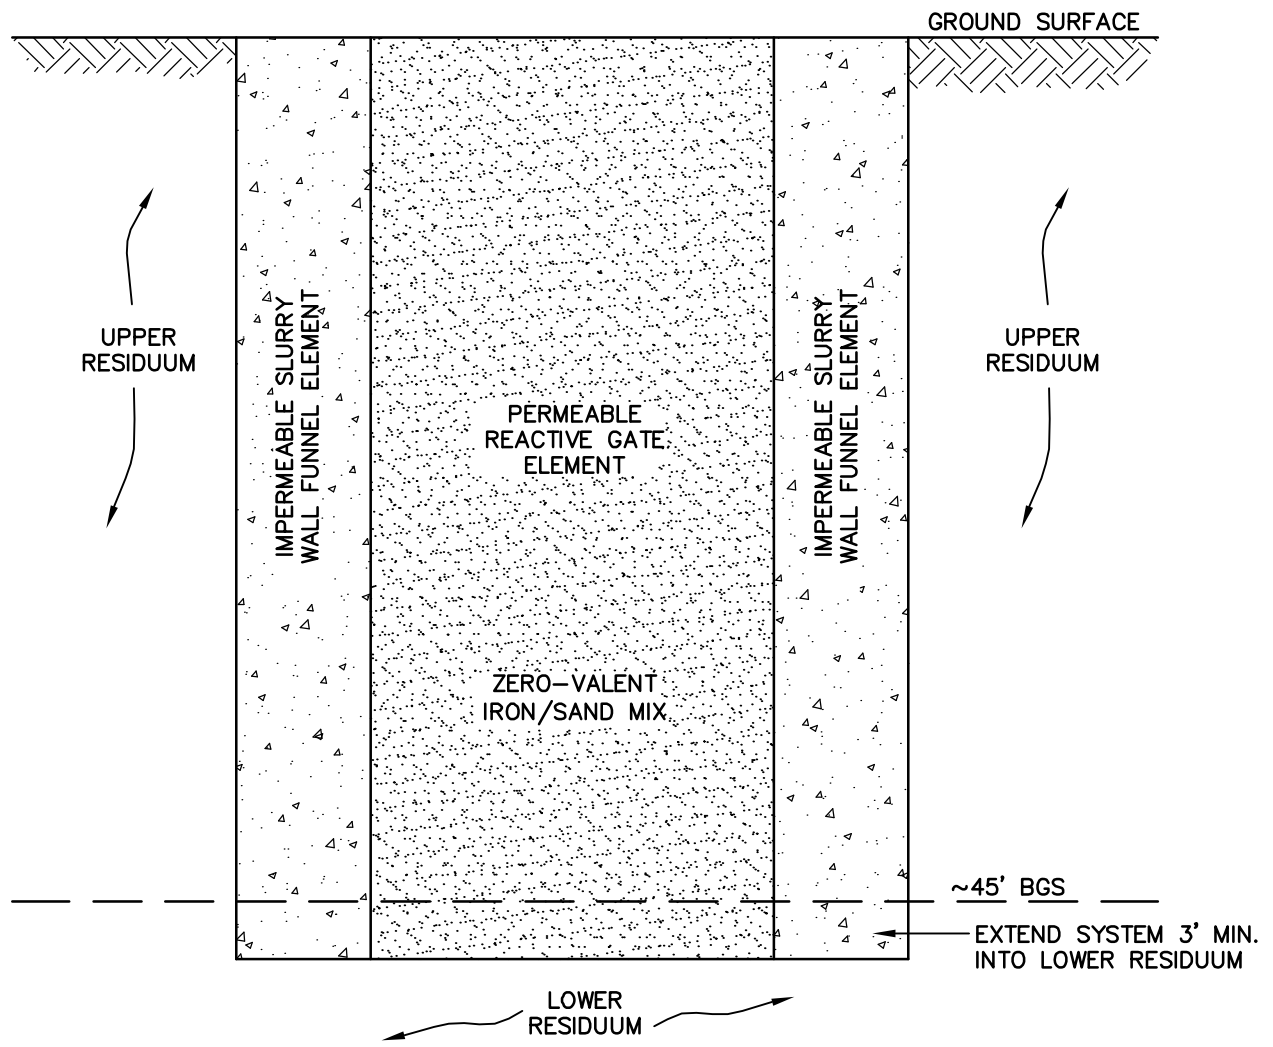 GROUND SURFACE
UPPER
RESIDUUM
IMPERMEABLE SLURRY
WALL FUNNEL ELEMENT
PERMEABLE
REACTIVE GATE
ELEMENT
ZERO-VALENT
IRON/SAND MIX
IMPERMEABLE SLURRY
WALL FUNNEL ELEMENT
UPPER
RESIDUUM
~45' BGS
EXTEND SYSTEM 3' MIN.
INTO LOWER RESIDUUM
LOWER
RESIDUUM